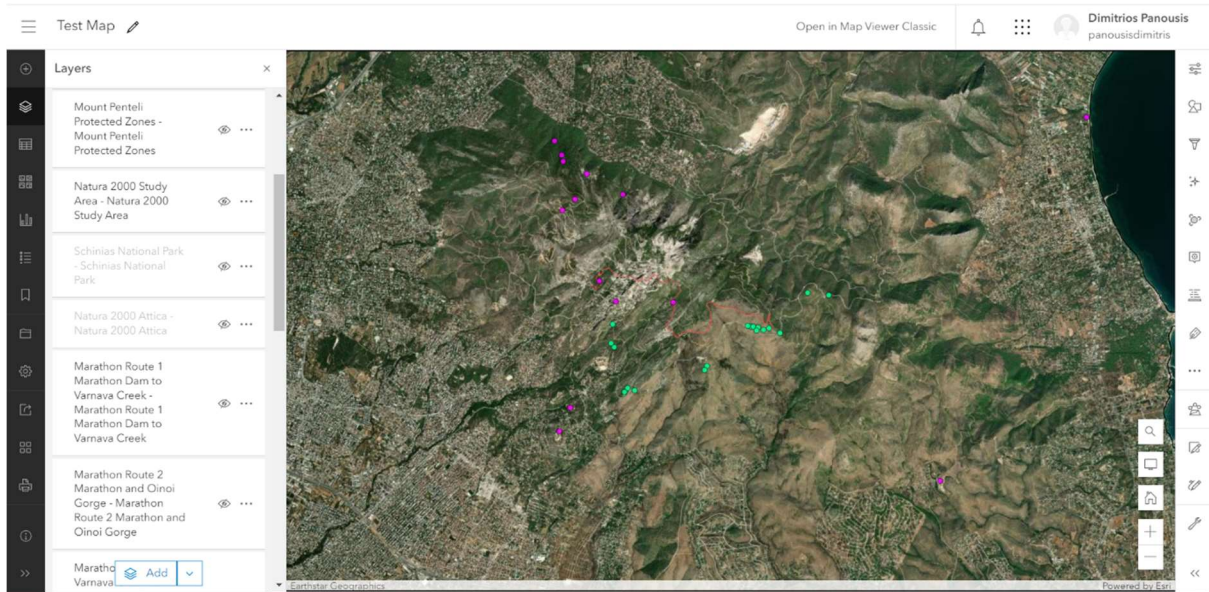 Test Map
Open in Map Viewer Classic
Dimitrios Panousis
panousisdimitris
Layers
Mount Penteli
Protected Zones -
Mount Penteli
Protected Zones
Natura 2000 Study
Area - Natura 2000
Study Area
Schinias National Park
- Schinias National
Park
Natura 2000 Attica -
Natura 2000 Attica
Marathon Route 1
Marathon Dam to
Varnava Creek -
Marathon Route 1
Marathon Dam to
Varnava Creek
Marathon Route 2
Marathon and Oinoi
Gorge - Marathon
Route 2 Marathon and
Oinoi Gorge
Maratho
Varnava
Add
Earthstar Geographics
Powered by Esri